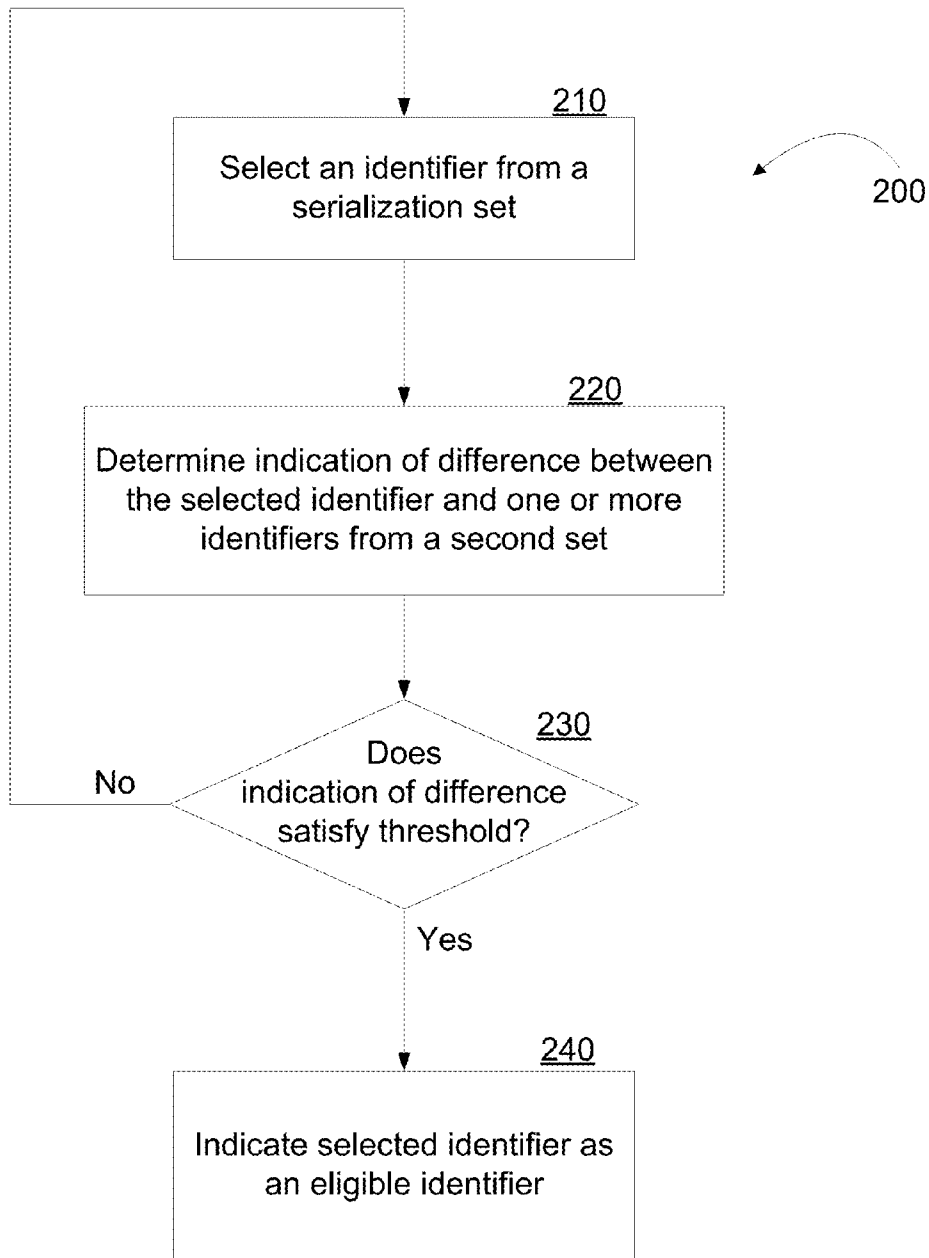 210
Select an identifier from a
serialization set
200
220
Determine indication of difference between
the selected identifier and one or more
identifiers from a second set
230
Does
indication of difference
satisfy threshold?
No
Yes
240
Indicate selected identifier as
an eligible identifier